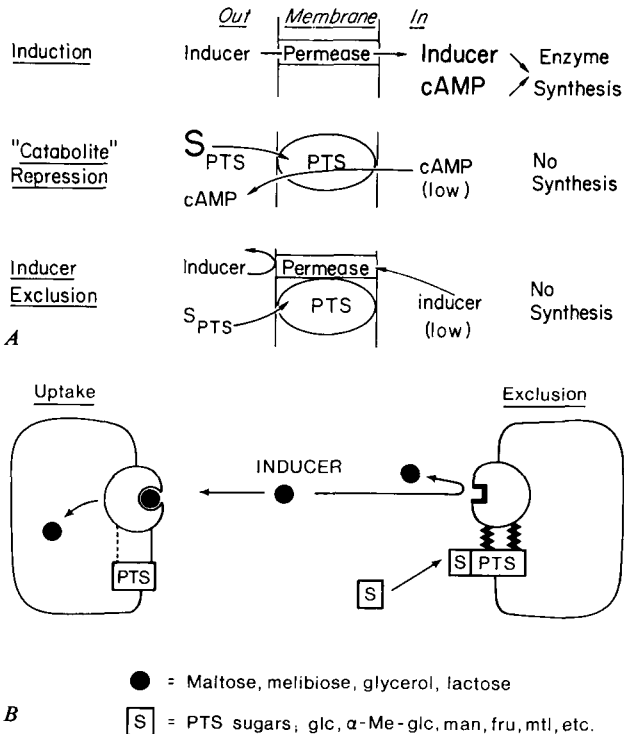 Out Membrane In
Induction Inducer Permease Inducer Enzyme
cAMP Synthesis
"Catabolite" S PTS PTS cAMP No
Repression cAMP (low) Synthesis
Inducer Inducer Permease inducer No
Exclusion S PTS PTS (low) Synthesis
A
Uptake Exclusion
INDUCER
PTS S S PTS
= Maltose, melibiose, glycerol, lactose
B S = PTS sugars; glc, α-Me-glc, man, fru, mtl, etc.